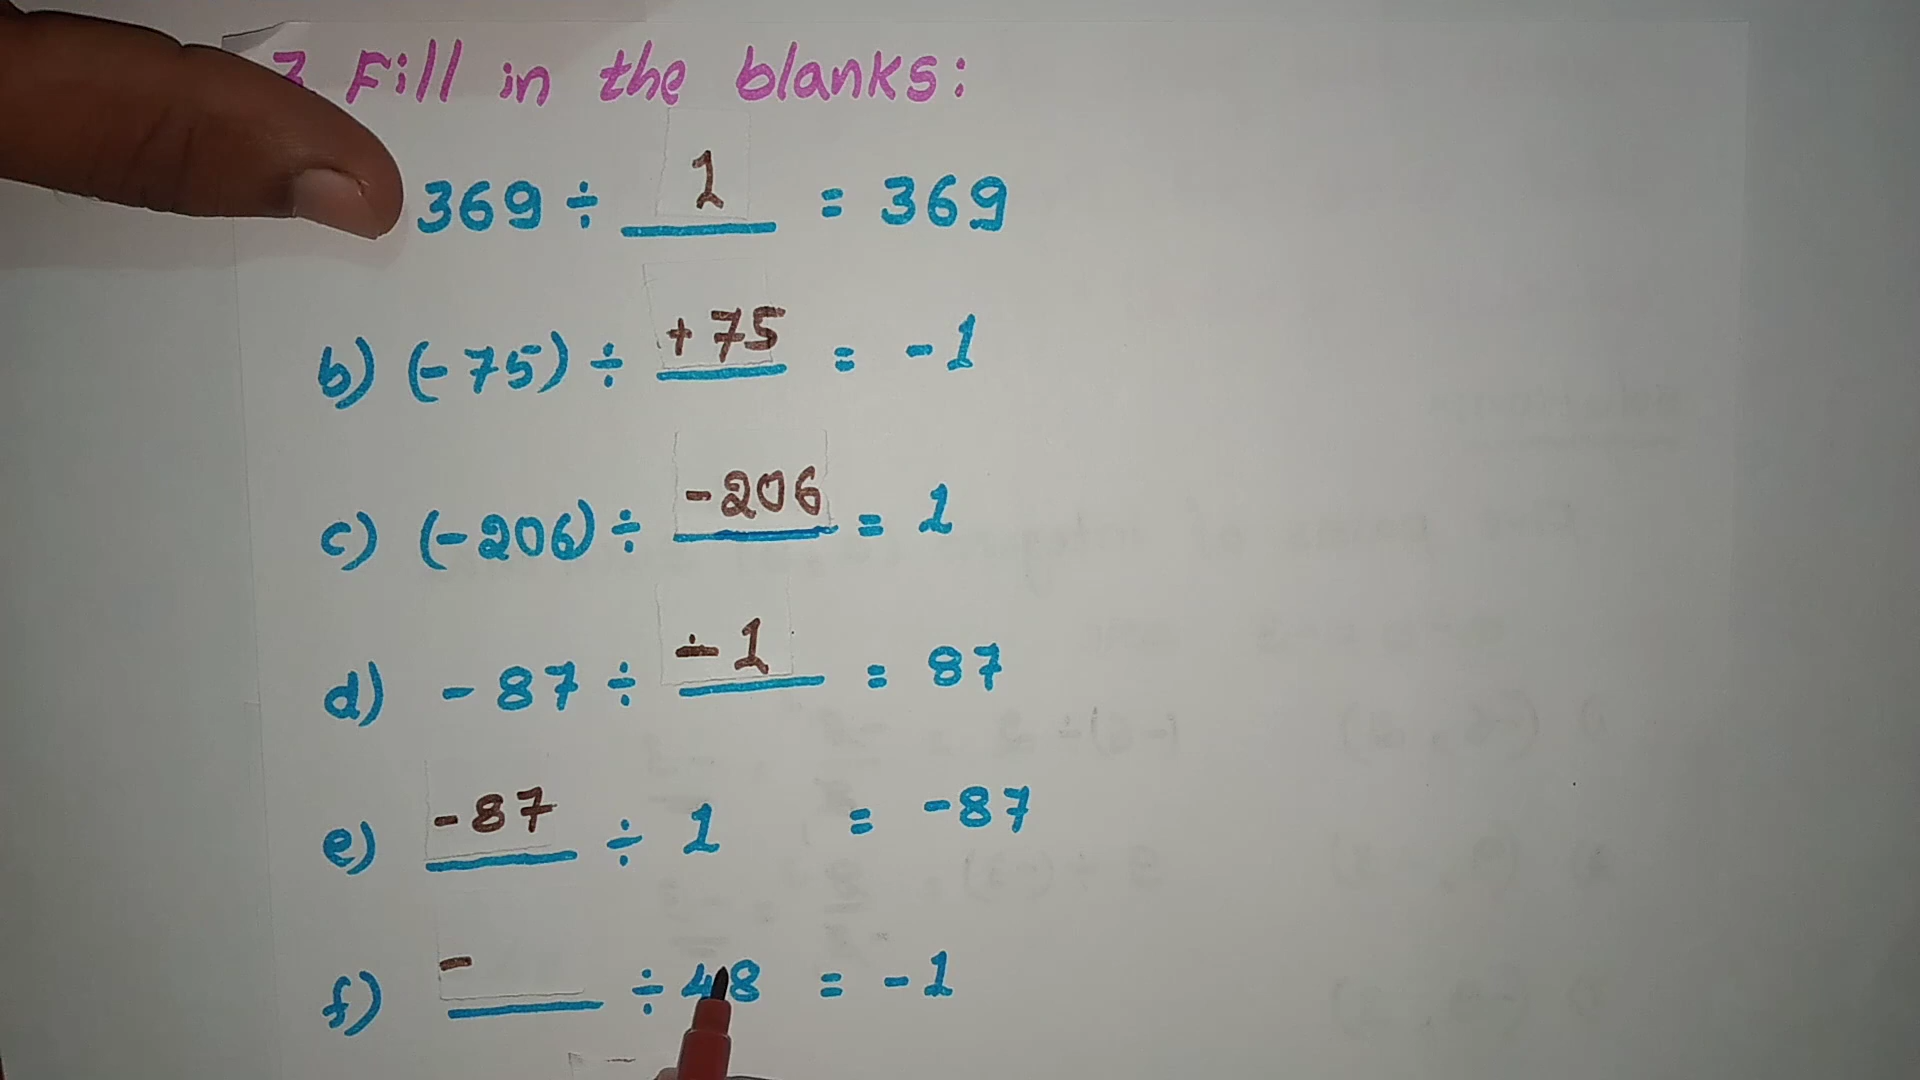 3 Fill in the blanks:
369 ÷ 1 = 369
b) (-75) ÷ +75 = -1
c) (-206) ÷ -206 = 1
d) -87 ÷ -1 = 87
e) -87 ÷ 1 = -87
f) - ÷ 48 = -1